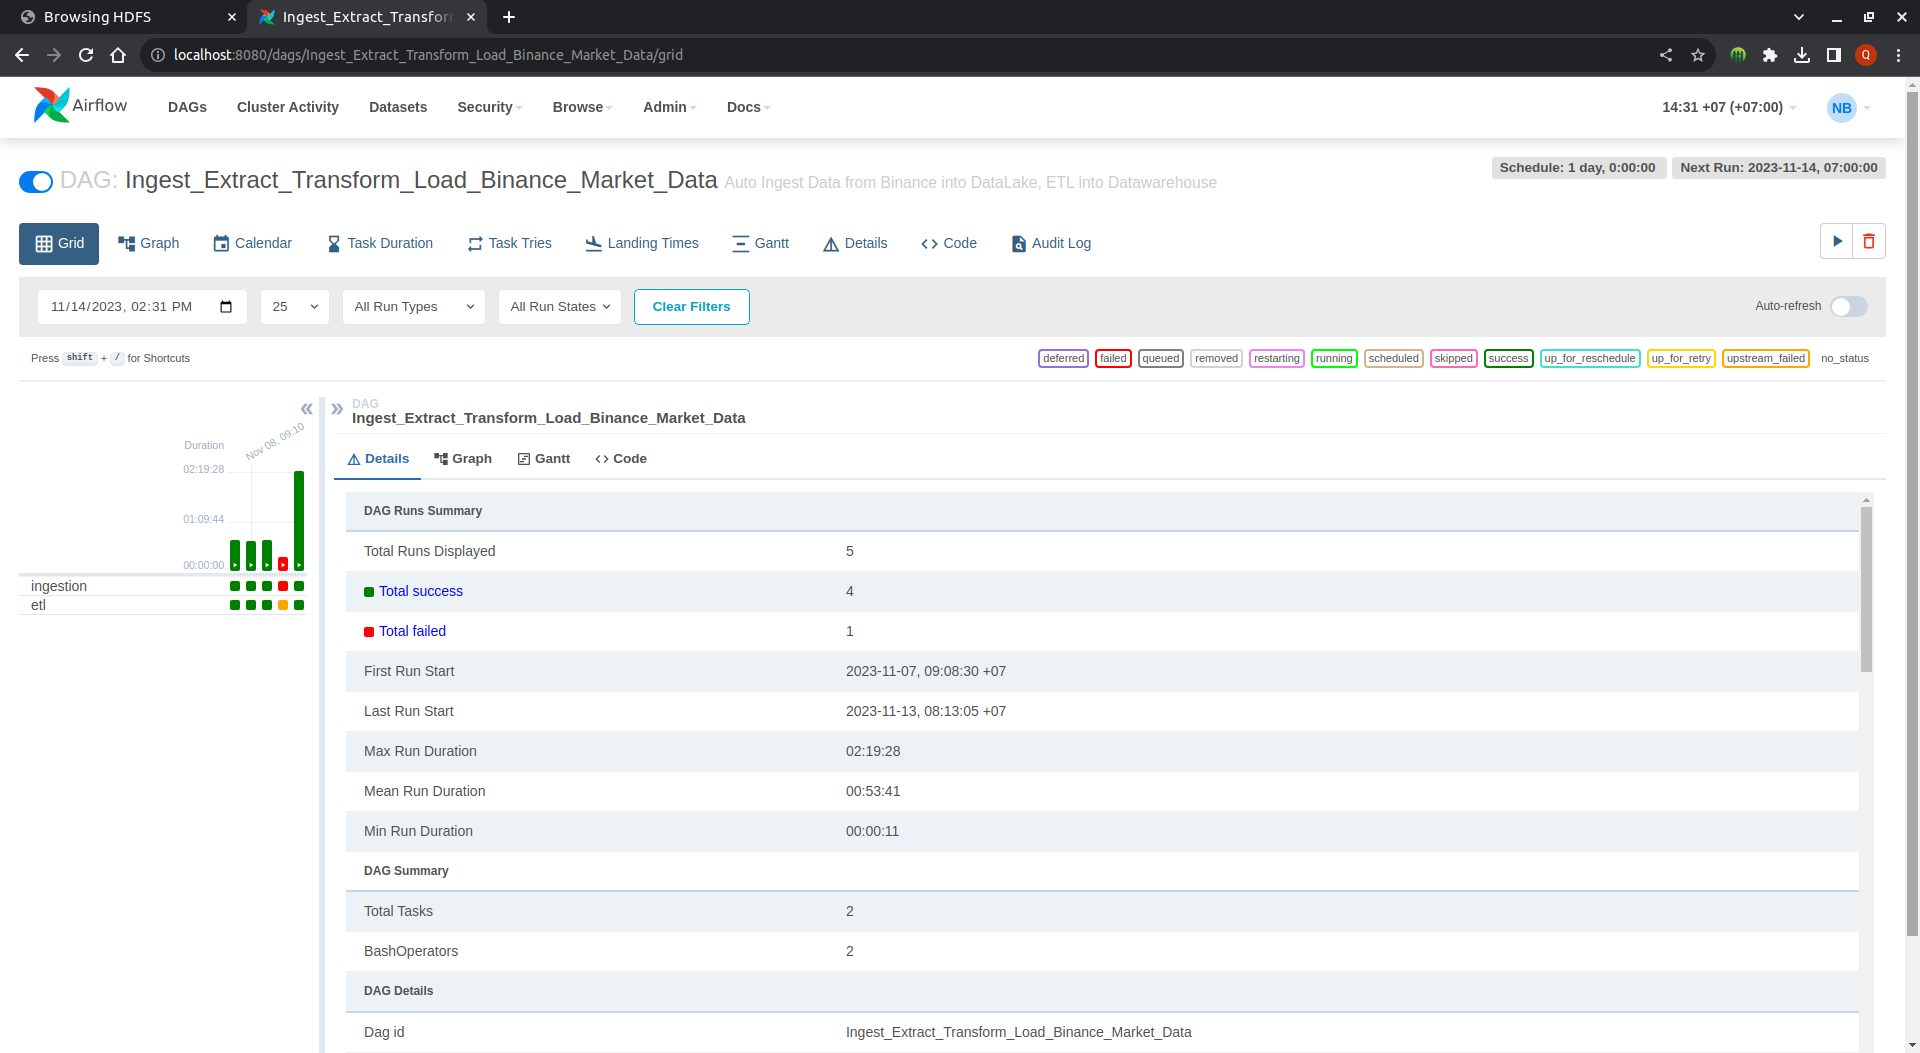 Browsing HDFS
Ingest_Extract_Transfor
localhost:8080/dags/Ingest_Extract_Transform_Load_Binance_Market_Data/grid
Q
Airflow
DAGs
Cluster Activity
Datasets
Security
Browse
Admin
Docs
14:31 +07 (+07:00)
NB
DAG: Ingest_Extract_Transform_Load_Binance_Market_Data Auto Ingest Data from Binance into DataLake, ETL into Datawarehouse
Schedule: 1 day, 0:00:00
Next Run: 2023-11-14, 07:00:00
Grid
Graph
Calendar
Task Duration
Task Tries
Landing Times
Gantt
Details
Code
Audit Log
11/14/2023, 02:31 PM
25
All Run Types
All Run States
Clear Filters
Auto-refresh
Press shift + / for Shortcuts
deferred
failed
queued
removed
restarting
running
scheduled
skipped
success
up_for_reschedule
up_for_retry
upstream_failed
no_status
Duration
Nov 08, 09:10
02:19:28
01:09:44
00:00:00
ingestion
etl
DAG
Ingest_Extract_Transform_Load_Binance_Market_Data
Details
Graph
Gantt
Code
DAG Runs Summary
Total Runs Displayed 5
Total success 4
Total failed 1
First Run Start 2023-11-07, 09:08:30 +07
Last Run Start 2023-11-13, 08:13:05 +07
Max Run Duration 02:19:28
Mean Run Duration 00:53:41
Min Run Duration 00:00:11
DAG Summary
Total Tasks 2
BashOperators 2
DAG Details
Dag id Ingest_Extract_Transform_Load_Binance_Market_Data